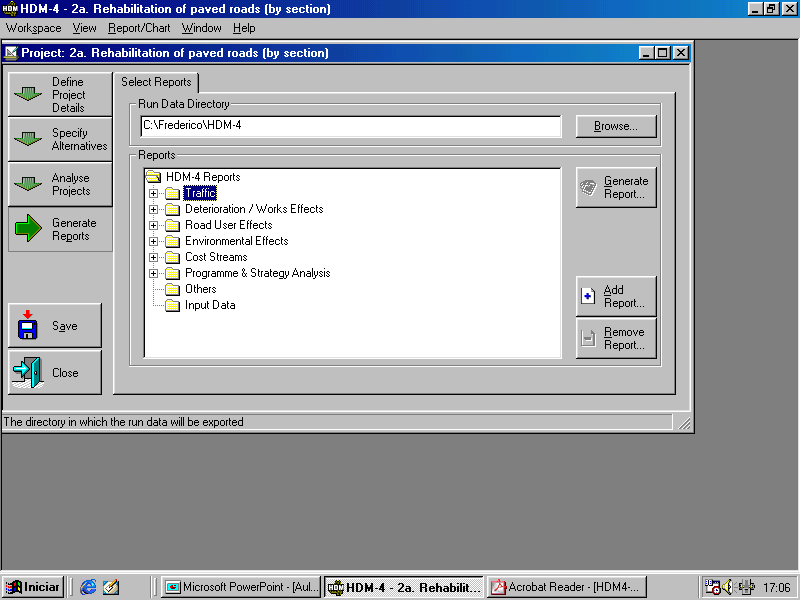 HDM-4 - 2a. Rehabilitation of paved roads (by section)
Workspace View Report/Chart Window Help
Project: 2a. Rehabilitation of paved roads (by section)
Define
Project
Details
Specify
Alternatives
Analyse
Projects
Generate
Reports
Save
Close
Select Reports
Run Data Directory
C:\Frederico\HDM-4
Browse...
Reports
HDM-4 Reports
Traffic
Deterioration / Works Effects
Road User Effects
Environmental Effects
Cost Streams
Programme & Strategy Analysis
Others
Input Data
Generate
Report...
Add
Report...
Remove
Report...
The directory in which the run data will be exported
Iniciar
Microsoft PowerPoint - [Aul...
HDM-4 - 2a. Rehabilit...
Acrobat Reader - [HDM4-...
17:06